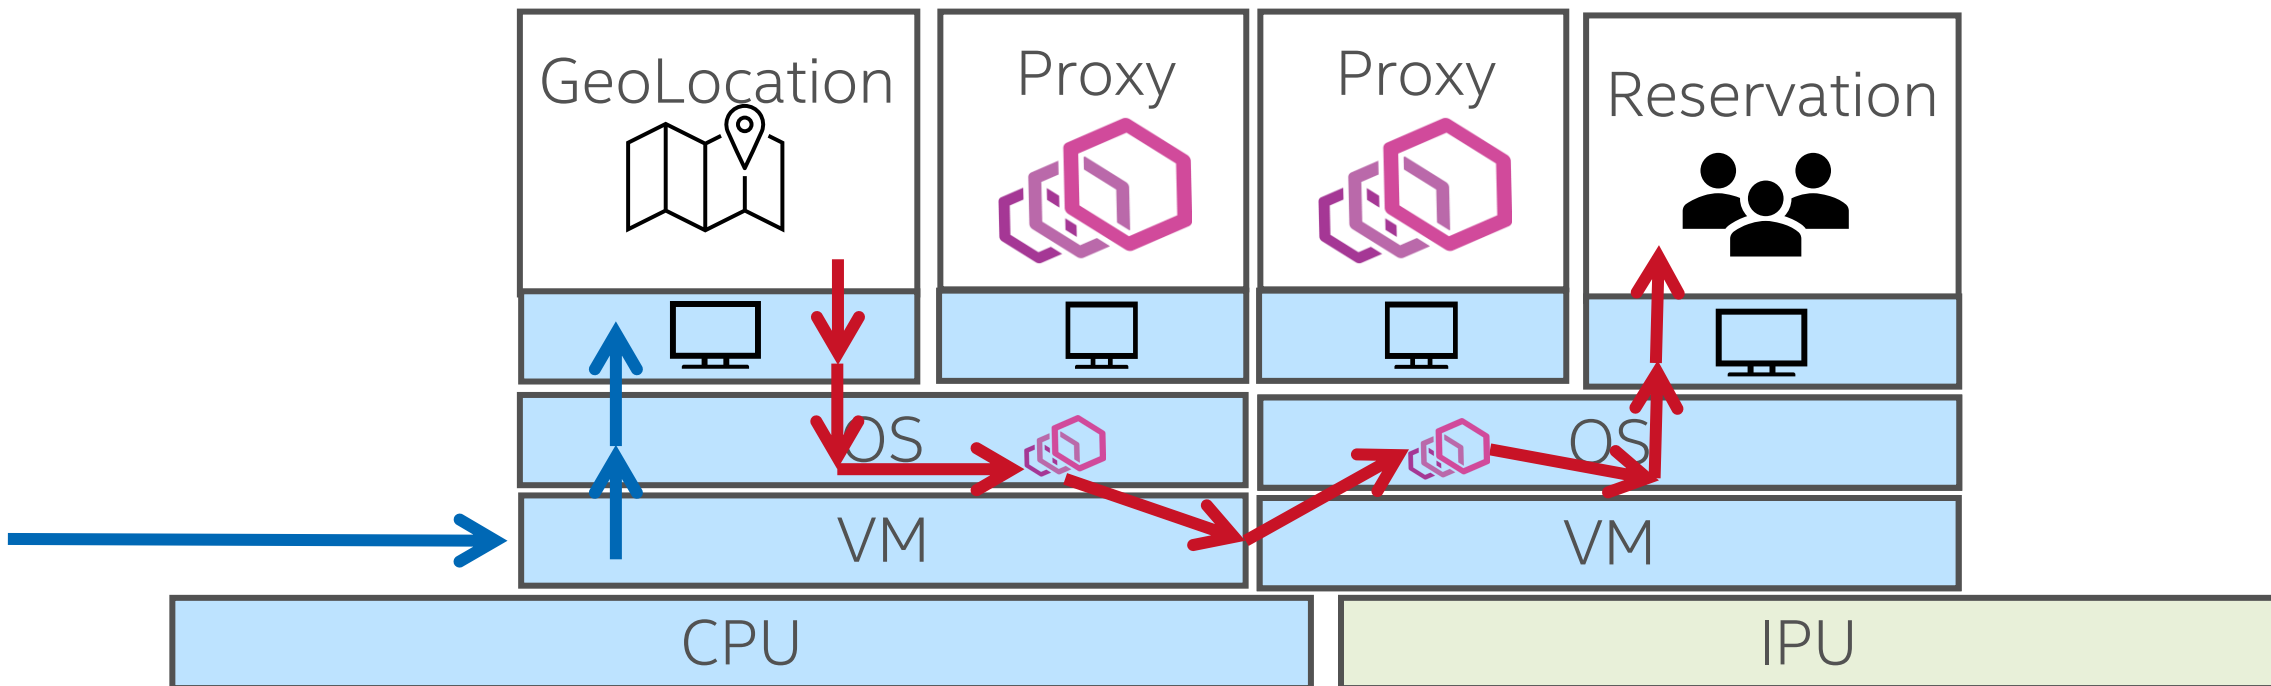 GeoLocation
Proxy
Proxy
Reservation
OS
OS
VM
VM
CPU
IPU